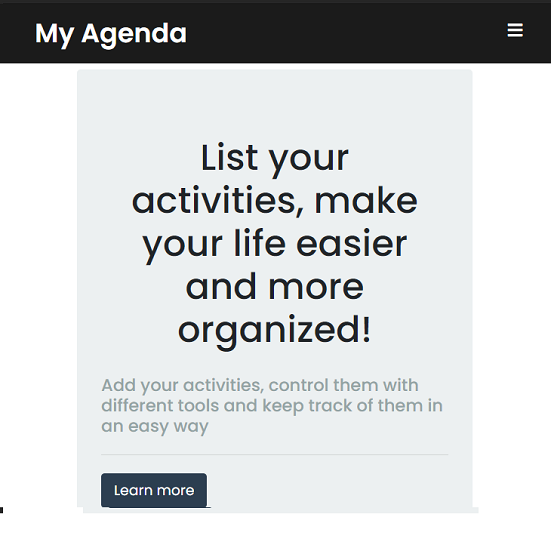 My Agenda
List your
activities, make
your life easier
and more
organized!
Add your activities, control them with
different tools and keep track of them in
an easy way
Learn more